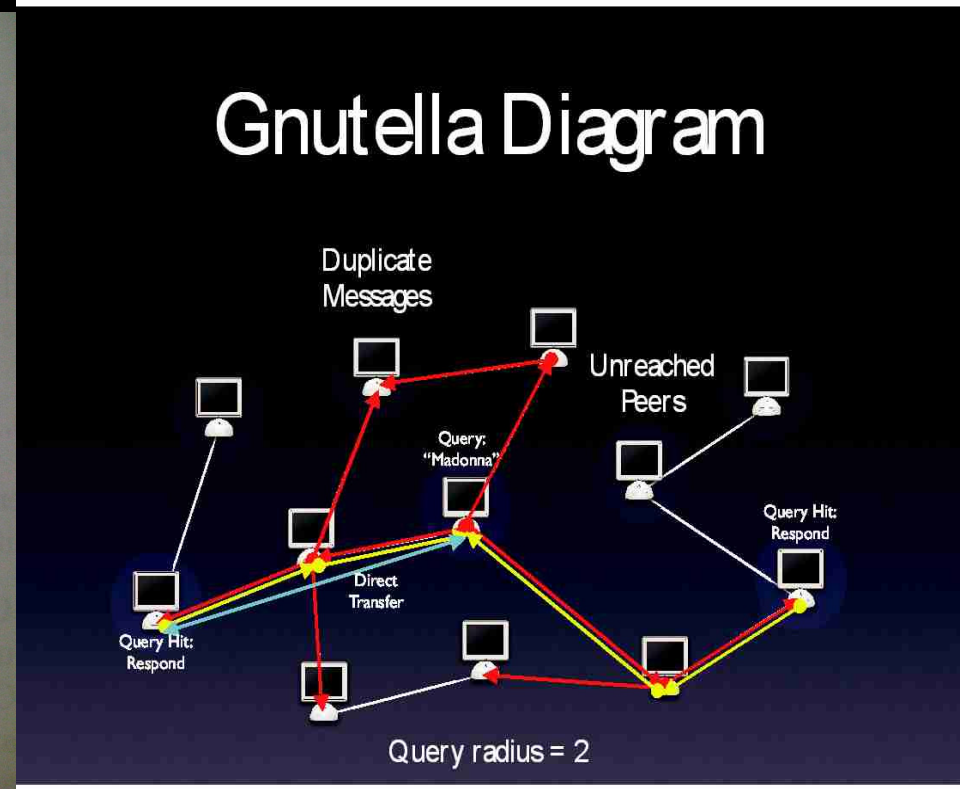 Gnutella Diagram
Duplicate
Messages
Unreached
Peers
Query:
"Madonna"
Query Hit:
Respond
Direct
Transfer
Query Hit:
Respond
Query radius = 2